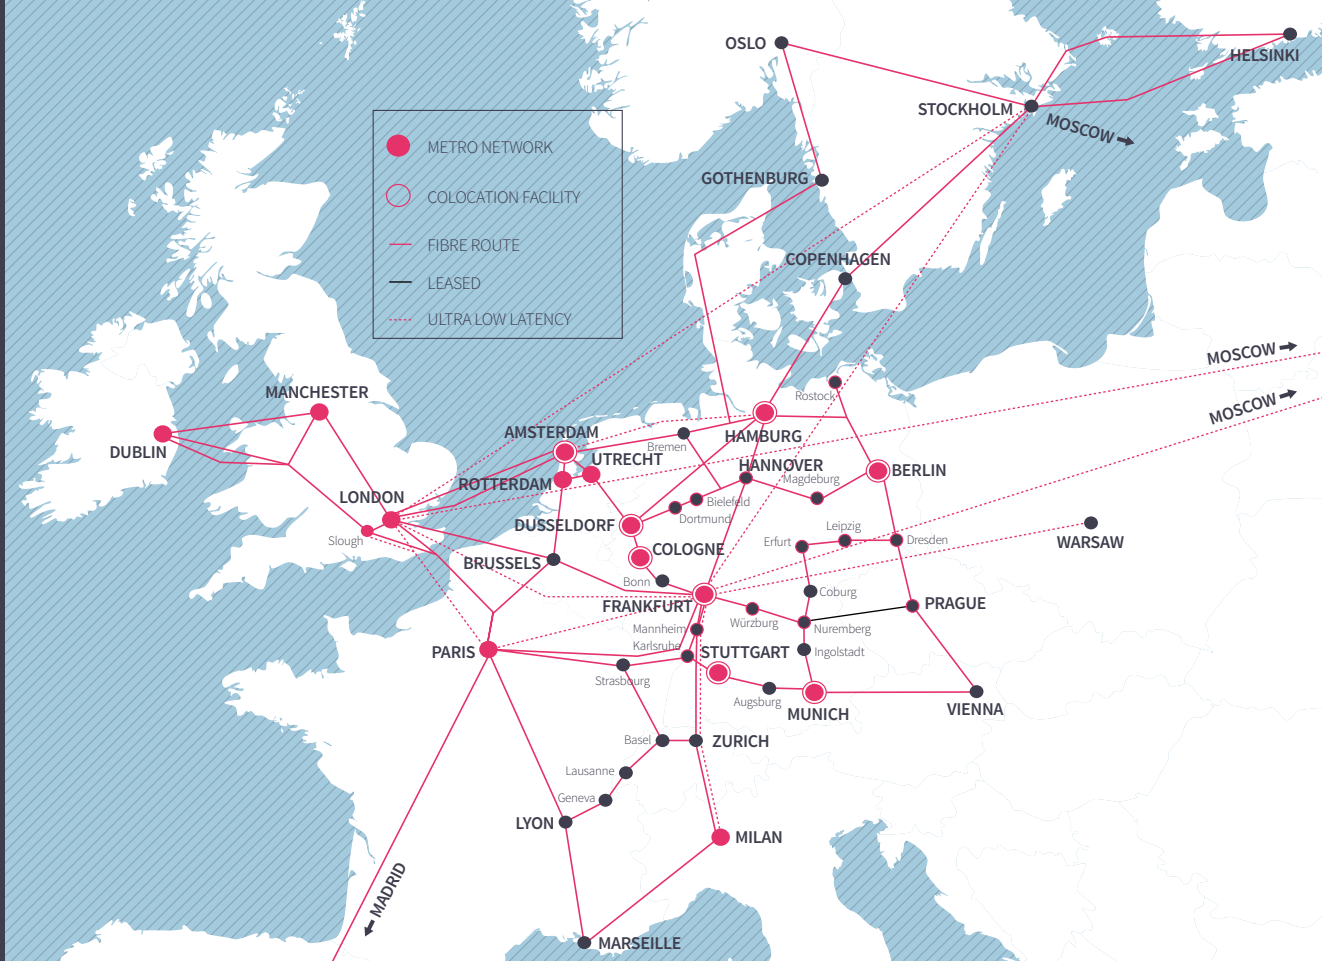 OSLO
HELSINKI
STOCKHOLM
MOSCOW
METRO NETWORK
COLOCATION FACILITY
FIBRE ROUTE
LEASED
ULTRA LOW LATENCY
GOTHENBURG
COPENHAGEN
MOSCOW
MOSCOW
MANCHESTER
Rostock
DUBLIN
AMSTERDAM
HAMBURG
Bremen
UTRECHT
HANNOVER
BERLIN
ROTTERDAM
Magdeburg
LONDON
Bielefeld
Dortmund
DUSSELDORF
Slough
Leipzig
Erfurt
Dresden
WARSAW
COLOGNE
BRUSSELS
Bonn
Coburg
FRANKFURT
PRAGUE
Würzburg
Mannheim
Nuremberg
Karlsruhe
PARIS
STUTTGART
Ingolstadt
Strasbourg
Augsburg
MUNICH
VIENNA
Basel
ZURICH
Lausanne
Geneva
LYON
MILAN
MADRID
MARSEILLE